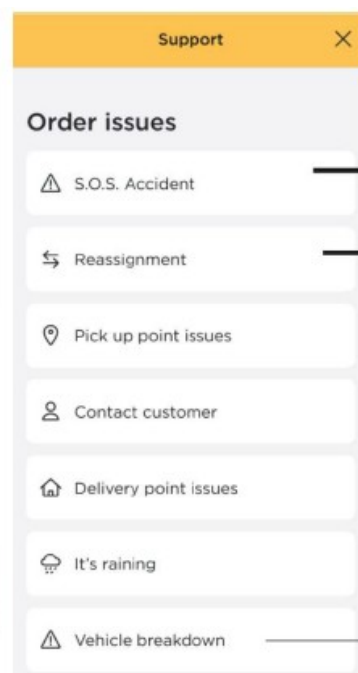 Support
Order issues
S.O.S. Accident
Reassignment
Pick up point issues
Contact customer
Delivery point issues
It's raining
Vehicle breakdown